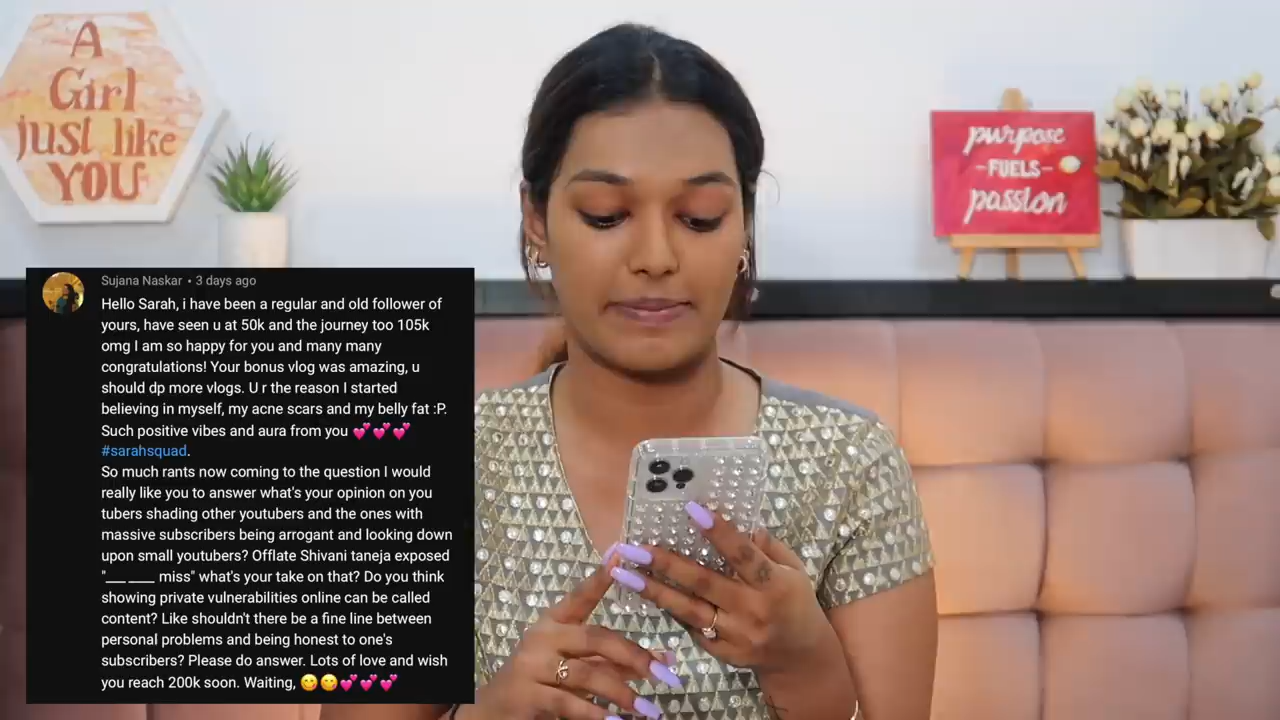 A
Girl
just like
YOU
purpose
-FUELS-
passion
Sujana Naskar • 3 days ago
Hello Sarah, i have been a regular and old follower of
yours, have seen u at 50k and the journey too 105k
omg I am so happy for you and many many
congratulations! Your bonus vlog was amazing, u
should dp more vlogs. U r the reason I started
believing in myself, my acne scars and my belly fat :P.
Such positive vibes and aura from you 💕💕💕
#sarahsquad.
So much rants now coming to the question I would
really like you to answer what's your opinion on you
tubers shading other youtubers and the ones with
massive subscribers being arrogant and looking down
upon small youtubers? Offlate Shivani taneja exposed
"___ ____ miss" what's your take on that? Do you think
showing private vulnerabilities online can be called
content? Like shouldn't there be a fine line between
personal problems and being honest to one's
subscribers? Please do answer. Lots of love and wish
you reach 200k soon. Waiting, 😋😋💕💕💕